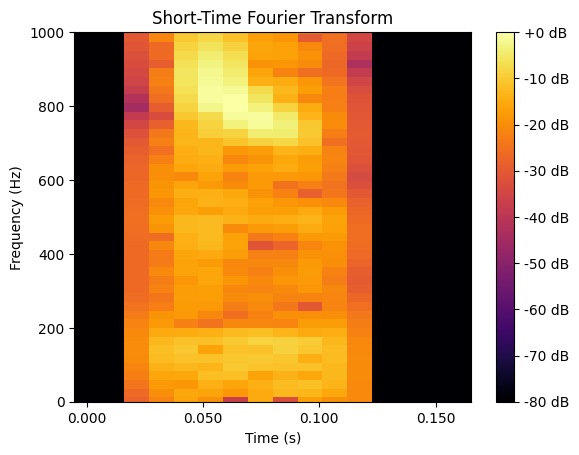 Short-Time Fourier Transform
1000
800
600
400
200
0
Frequency (Hz)
0.000
0.050
0.100
0.150
Time (s)
+0 dB
-10 dB
-20 dB
-30 dB
-40 dB
-50 dB
-60 dB
-70 dB
-80 dB